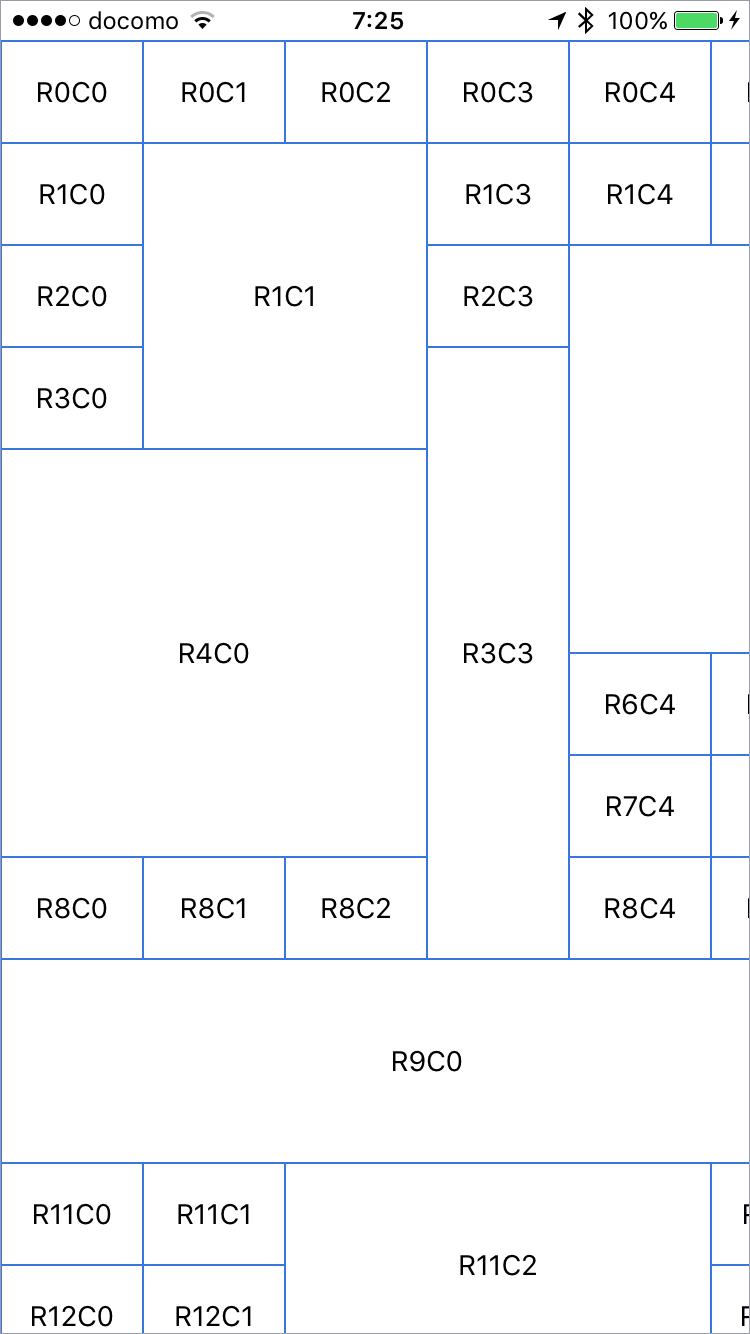 docomo 7:25 100%
R0C0 R0C1 R0C2 R0C3 R0C4
R1C0 R1C3 R1C4
R2C0 R1C1 R2C3
R3C0
R4C0 R3C3
R6C4
R7C4
R8C0 R8C1 R8C2 R8C4
R9C0
R11C0 R11C1
R11C2
R12C0 R12C1